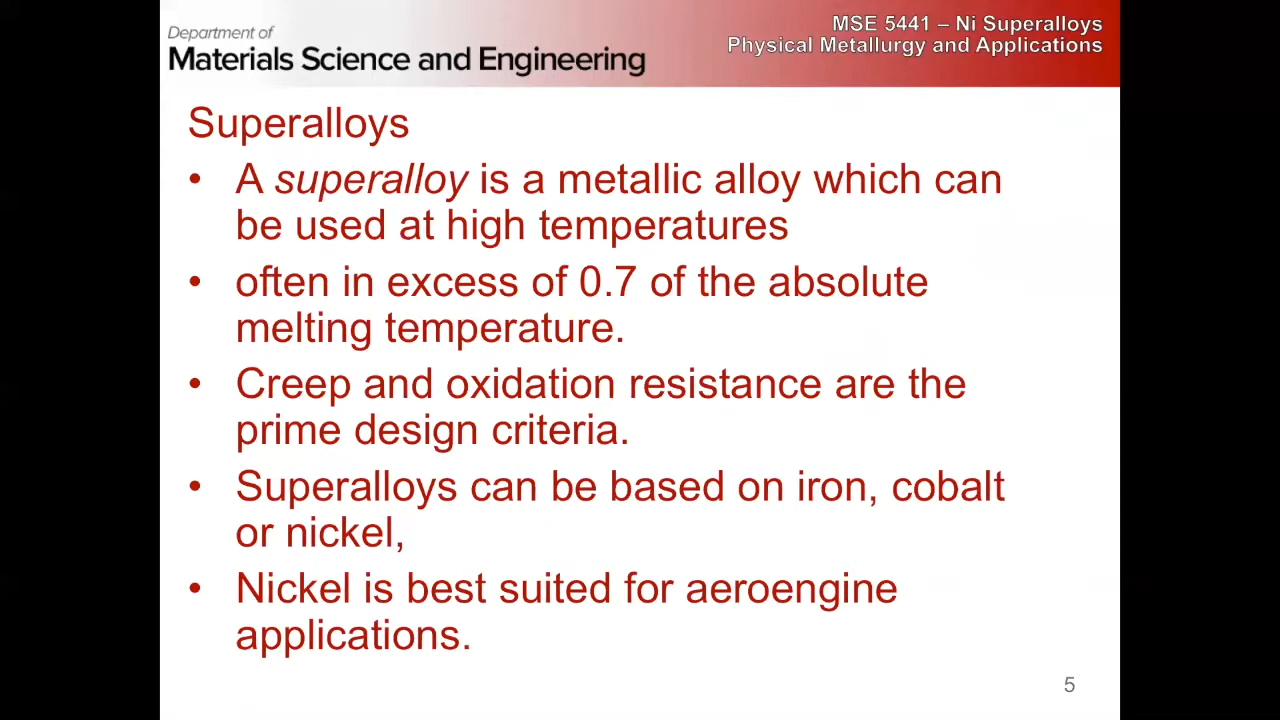 Department of
Materials Science and Engineering
MSE 5441 – Ni Superalloys
Physical Metallurgy and Applications
Superalloys
• A superalloy is a metallic alloy which can
be used at high temperatures
• often in excess of 0.7 of the absolute
melting temperature.
• Creep and oxidation resistance are the
prime design criteria.
• Superalloys can be based on iron, cobalt
or nickel,
• Nickel is best suited for aeroengine
applications.
5